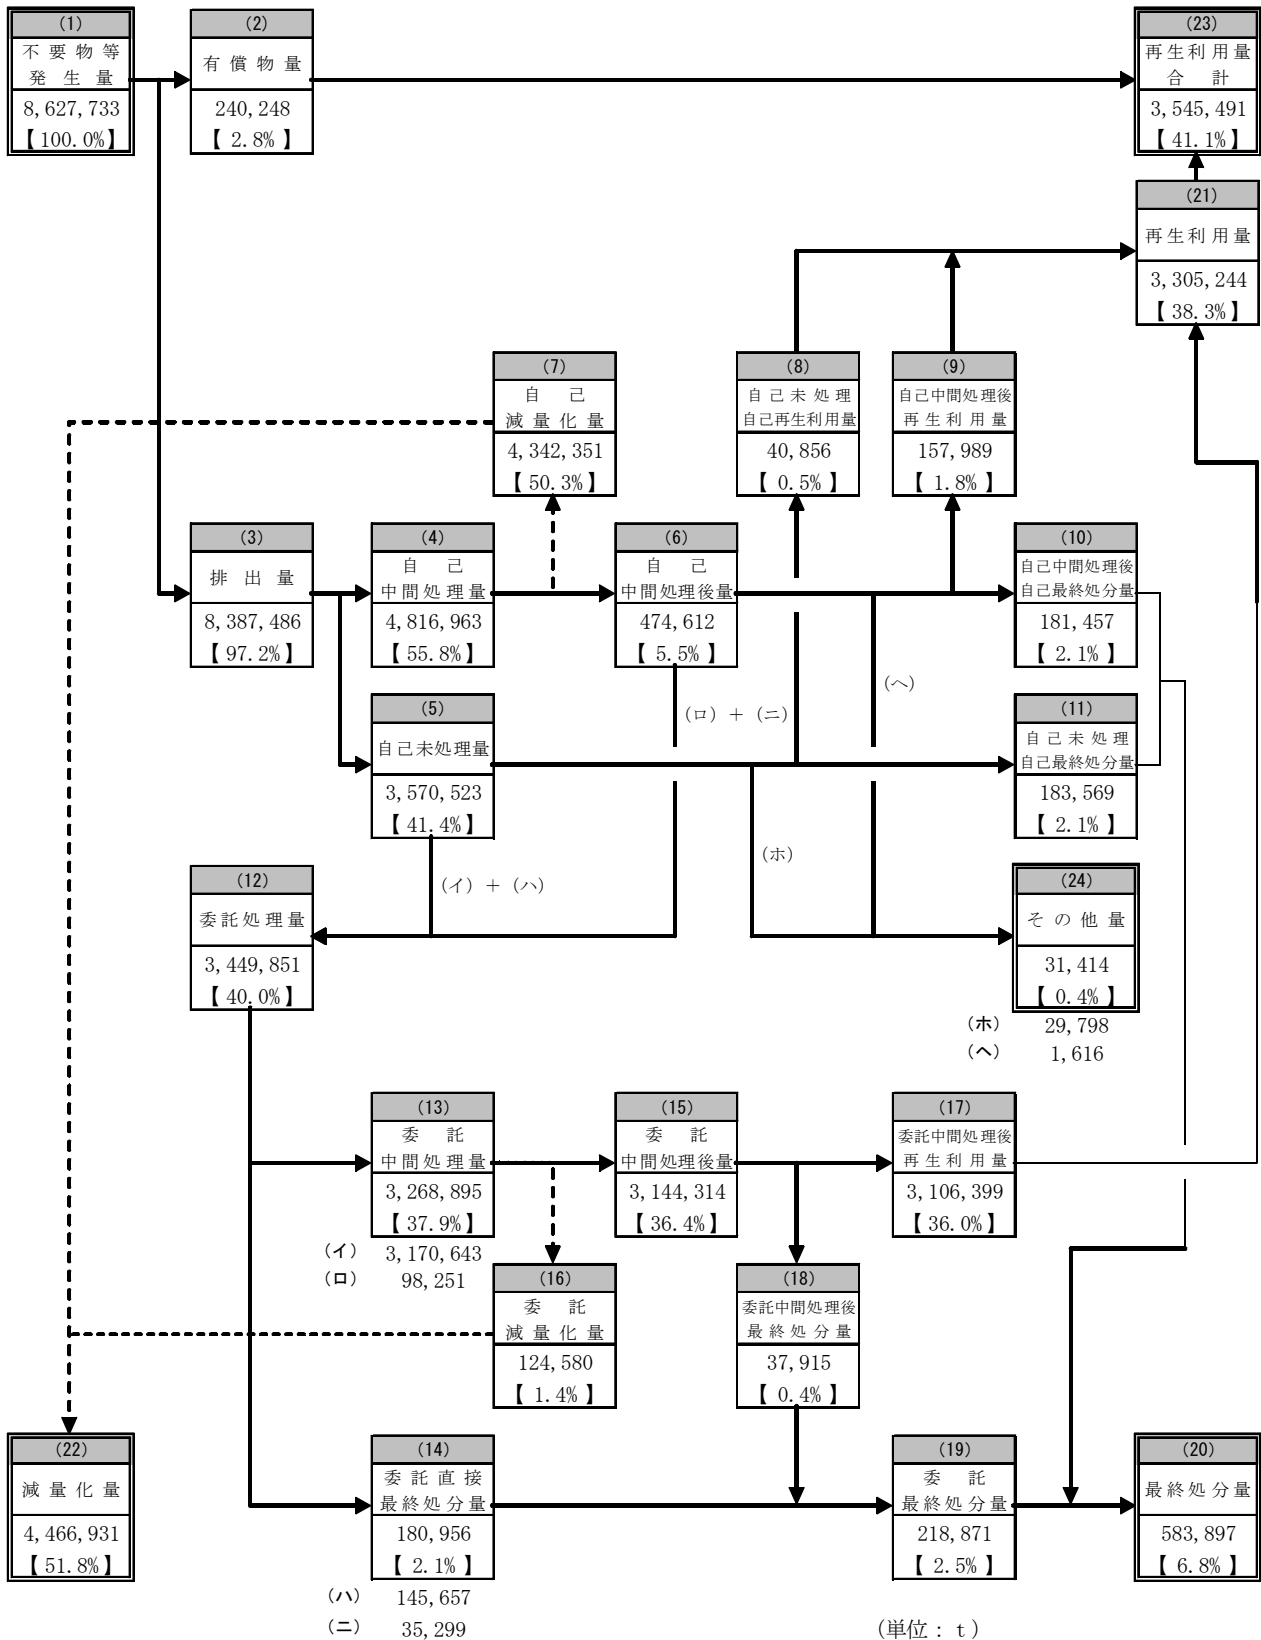 (1)
不要物等
発生量
8,627,733
【100.0%】
(2)
有償物量
240,248
【 2.8% 】
(23)
再生利用量
合計
3,545,491
【41.1%】
(21)
再生利用量
3,305,244
【38.3%】
(7)
自己
減量化量
4,342,351
【50.3%】
(8)
自己未処理
自己再生利用量
40,856
【 0.5% 】
(9)
自己中間処理後
再生利用量
157,989
【 1.8% 】
(3)
排出量
8,387,486
【97.2%】
(4)
自己
中間処理量
4,816,963
【55.8%】
(6)
自己
中間処理後量
474,612
【 5.5% 】
(10)
自己中間処理後
自己最終処分量
181,457
【 2.1% 】
(ヘ)
(ロ) + (ニ)
(5)
自己未処理量
3,570,523
【41.4%】
(11)
自己未処理
自己最終処分量
183,569
【 2.1% 】
(ホ)
(イ) + (ハ)
(12)
委託処理量
3,449,851
【40.0%】
(24)
その他量
31,414
【 0.4% 】
(ホ) 29,798
(ヘ) 1,616
(13)
委託
中間処理量
3,268,895
【37.9%】
(イ) 3,170,643
(ロ) 98,251
(15)
委託
中間処理後量
3,144,314
【36.4%】
(17)
委託中間処理後
再生利用量
3,106,399
【36.0%】
(16)
委託
減量化量
124,580
【 1.4% 】
(18)
委託中間処理後
最終処分量
37,915
【 0.4% 】
(22)
減量化量
4,466,931
【51.8%】
(14)
委託直接
最終処分量
180,956
【 2.1% 】
(ハ) 145,657
(ニ) 35,299
(19)
委託
最終処分量
218,871
【 2.5% 】
(20)
最終処分量
583,897
【 6.8% 】
(単位：t)